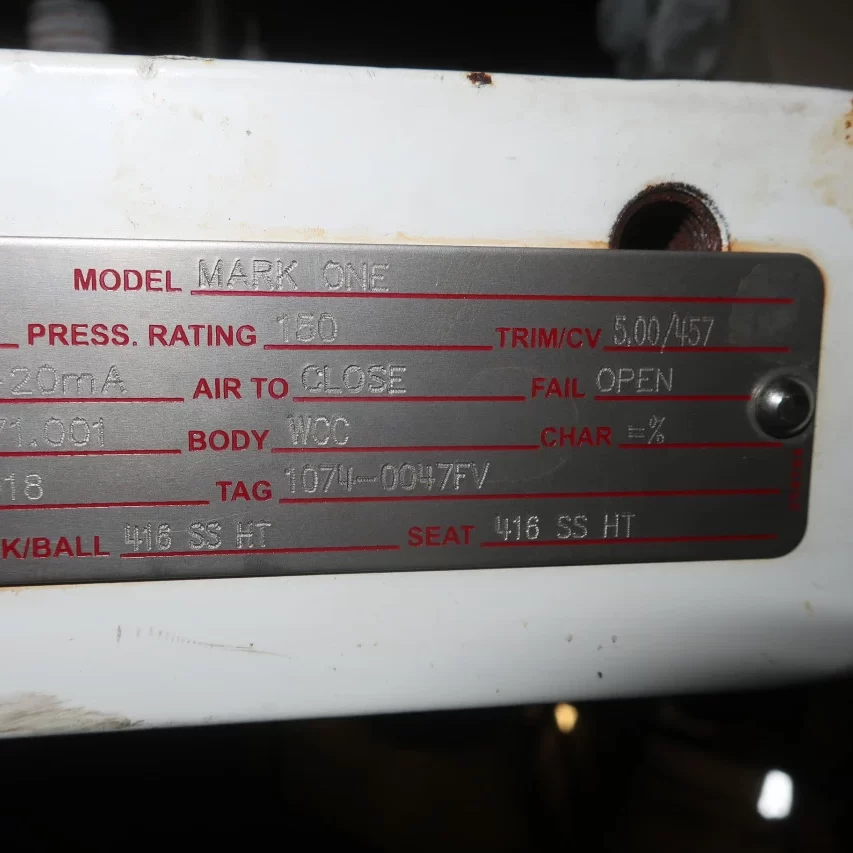 MODEL MARK ONE
PRESS. RATING 150 TRIM/CV 5.00/457
-20mA AIR TO CLOSE FAIL OPEN
71.001 BODY WCC CHAR =%
18 TAG 1074-0047FV
K/BALL 416 SS HT SEAT 416 SS HT